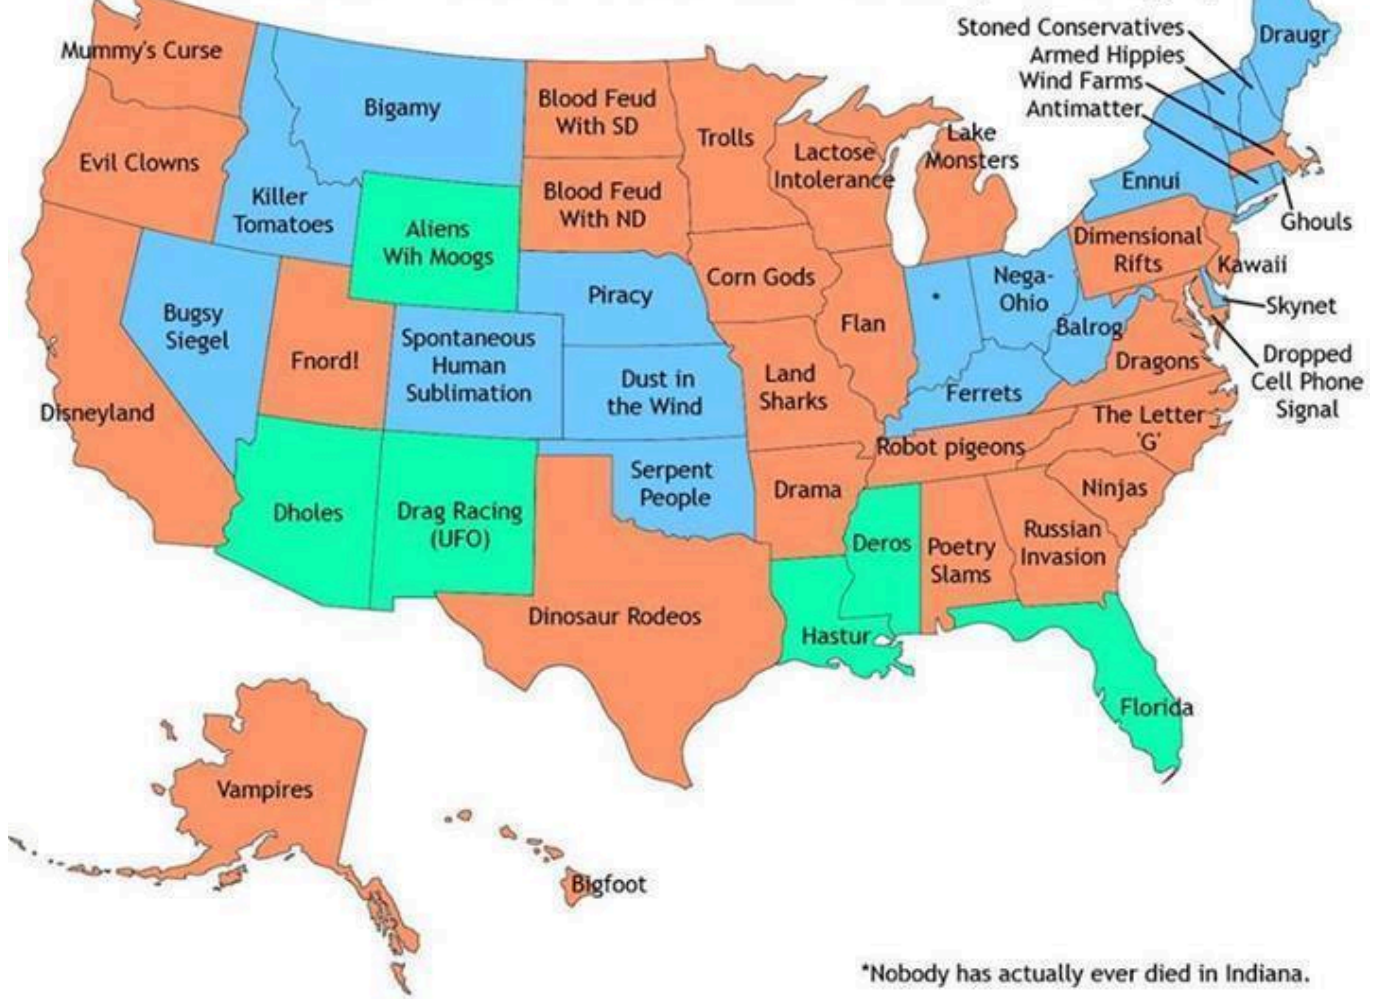 Stoned Conservatives
Draugr
Armed Hippies
Wind Farms
Antimatter
Mummy's Curse
Bigamy
Blood Feud
With SD
Trolls
Lake
Monsters
Lactose
Intolerance
Evil Clowns
Killer
Tomatoes
Blood Feud
With ND
Ennui
Ghouls
Aliens
Wih Moogs
Dimensional
Rifts
Kawaii
Corn Gods
Nega-
Ohio
*
Piracy
Skynet
Bugsy
Siegel
Flan
Balrog
Spontaneous
Human
Sublimation
Fnord!
Dragons
Dropped
Cell Phone
Signal
Land
Sharks
Dust in
the Wind
Ferrets
Disneyland
The Letter
'G'
Robot pigeons
Serpent
People
Drama
Ninjas
Dholes
Drag Racing
(UFO)
Deros
Poetry
Slams
Russian
Invasion
Dinosaur Rodeos
Hastur
Florida
Vampires
Bigfoot
*Nobody has actually ever died in Indiana.